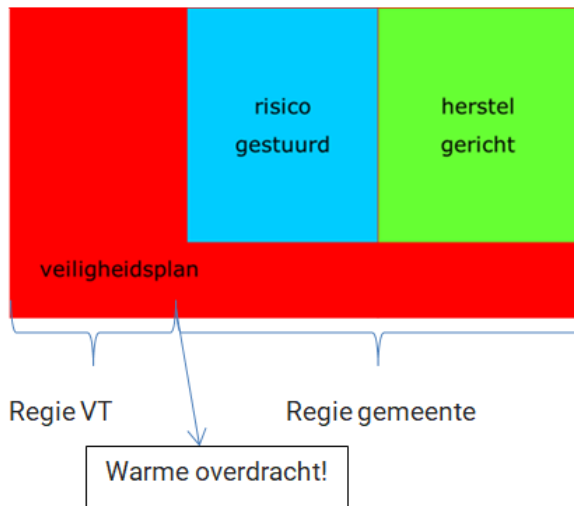 risico
gestuurd
herstel
gericht
veiligheidsplan
Regie VT
Regie gemeente
Warme overdracht!